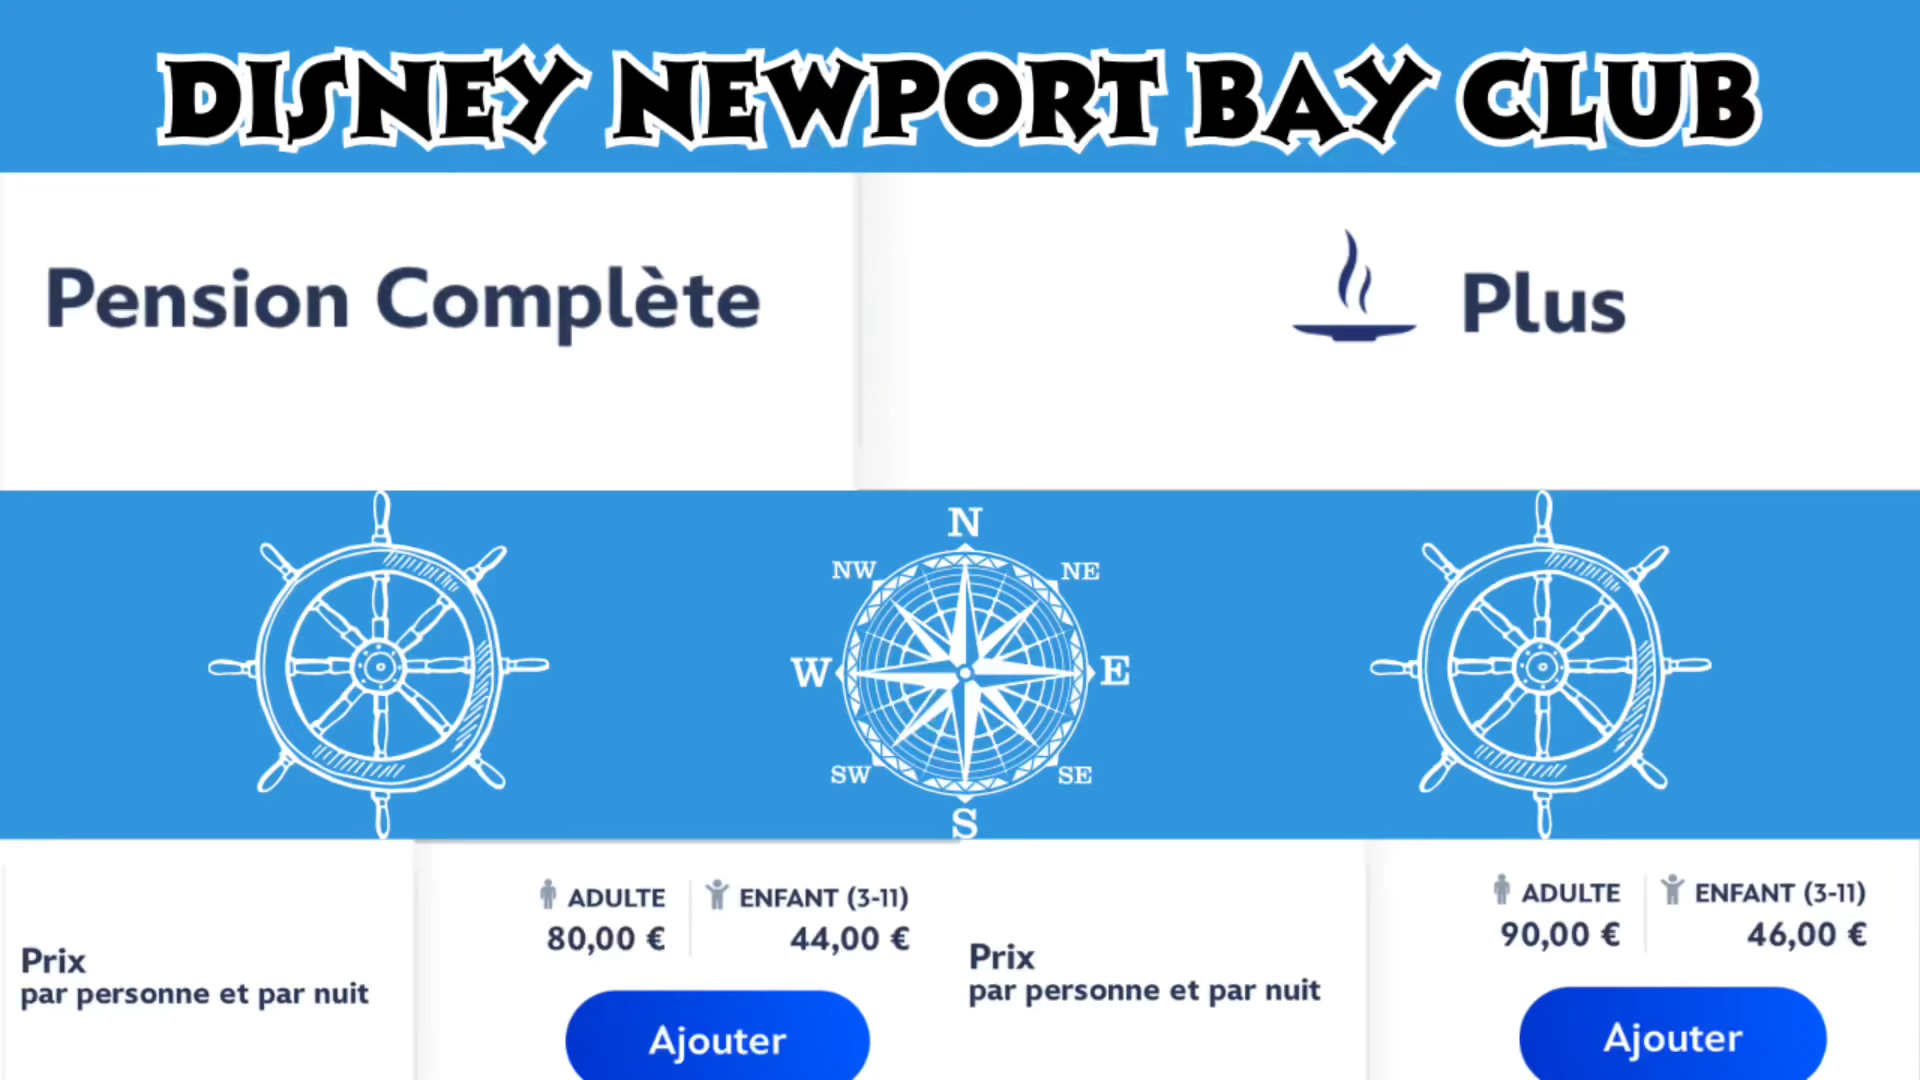 DISNEY NEWPORT BAY CLUB
Pension Complète
Plus
N
NW
NE
W
E
SW
SE
S
Prix
par personne et par nuit
ADULTE
80,00 €
ENFANT (3-11)
44,00 €
Ajouter
Prix
par personne et par nuit
ADULTE
90,00 €
ENFANT (3-11)
46,00 €
Ajouter